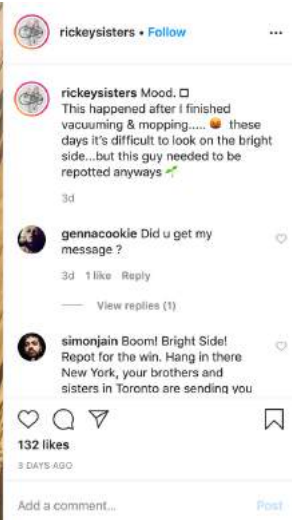 rickeysisters • Follow
rickeysisters Mood. □
This happened after I finished
vacuuming & mopping..... 😡 these
days it's difficult to look on the bright
side...but this guy needed to be
repotted anyways 🌱
3d
gennacookie Did u get my
message ?
3d 1 like Reply
View replies (1)
simonjain Boom! Bright Side!
Repot for the win. Hang in there
New York, your brothers and
sisters in Toronto are sending you
132 likes
3 DAYS AGO
Add a comment... Post